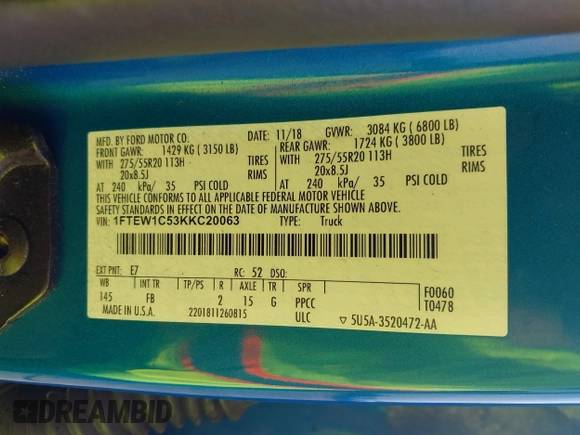 MFD. BY FORD MOTOR CO.
DATE: 11/18 GVWR: 3084 KG ( 6800 LB)
FRONT GAWR: 1429 KG ( 3150 LB)
REAR GAWR: 1724 KG ( 3800 LB)
WITH 275/55R20 113H TIRES
WITH 275/55R20 113H TIRES
20x8.5J RIMS
20x8.5J RIMS
AT 240 kPa/ 35 PSI COLD
AT 240 kPa/ 35 PSI COLD
THIS VEHICLE CONFORMS TO ALL APPLICABLE FEDERAL MOTOR VEHICLE
SAFETY STANDARDS IN EFFECT ON THE DATE OF MANUFACTURE SHOWN ABOVE.
VIN: 1FTEW1C53KKC20063 TYPE: Truck
EXT PNT: E7 RC: 52 DSO:
WB INT TR TP/PS R AXLE TR SPR
145 FB 2 15 G PPCC
F0060
T0478
MADE IN U.S.A. 2201811260815 ULC ▽ 5U5A-3520472-AA
DREAMBID